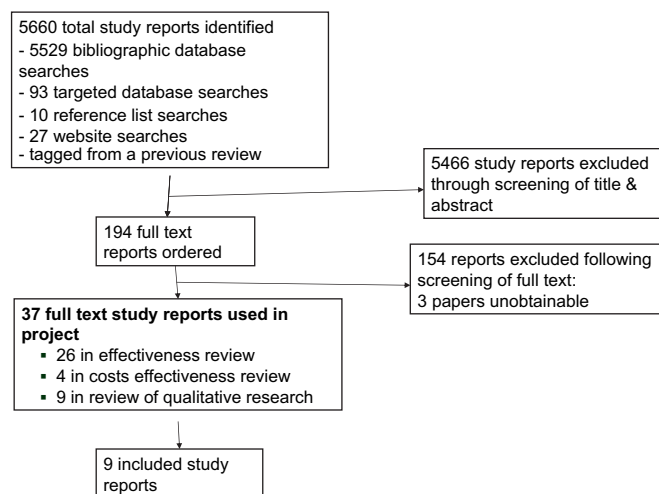 5660 total study reports identified
- 5529 bibliographic database
searches
- 93 targeted database searches
- 10 reference list searches
- 27 website searches
- tagged from a previous review
5466 study reports excluded
through screening of title &
abstract
194 full text
reports ordered
154 reports excluded following
screening of full text:
3 papers unobtainable
37 full text study reports used in
project
▪ 26 in effectiveness review
▪ 4 in costs effectiveness review
▪ 9 in review of qualitative research
9 included study
reports